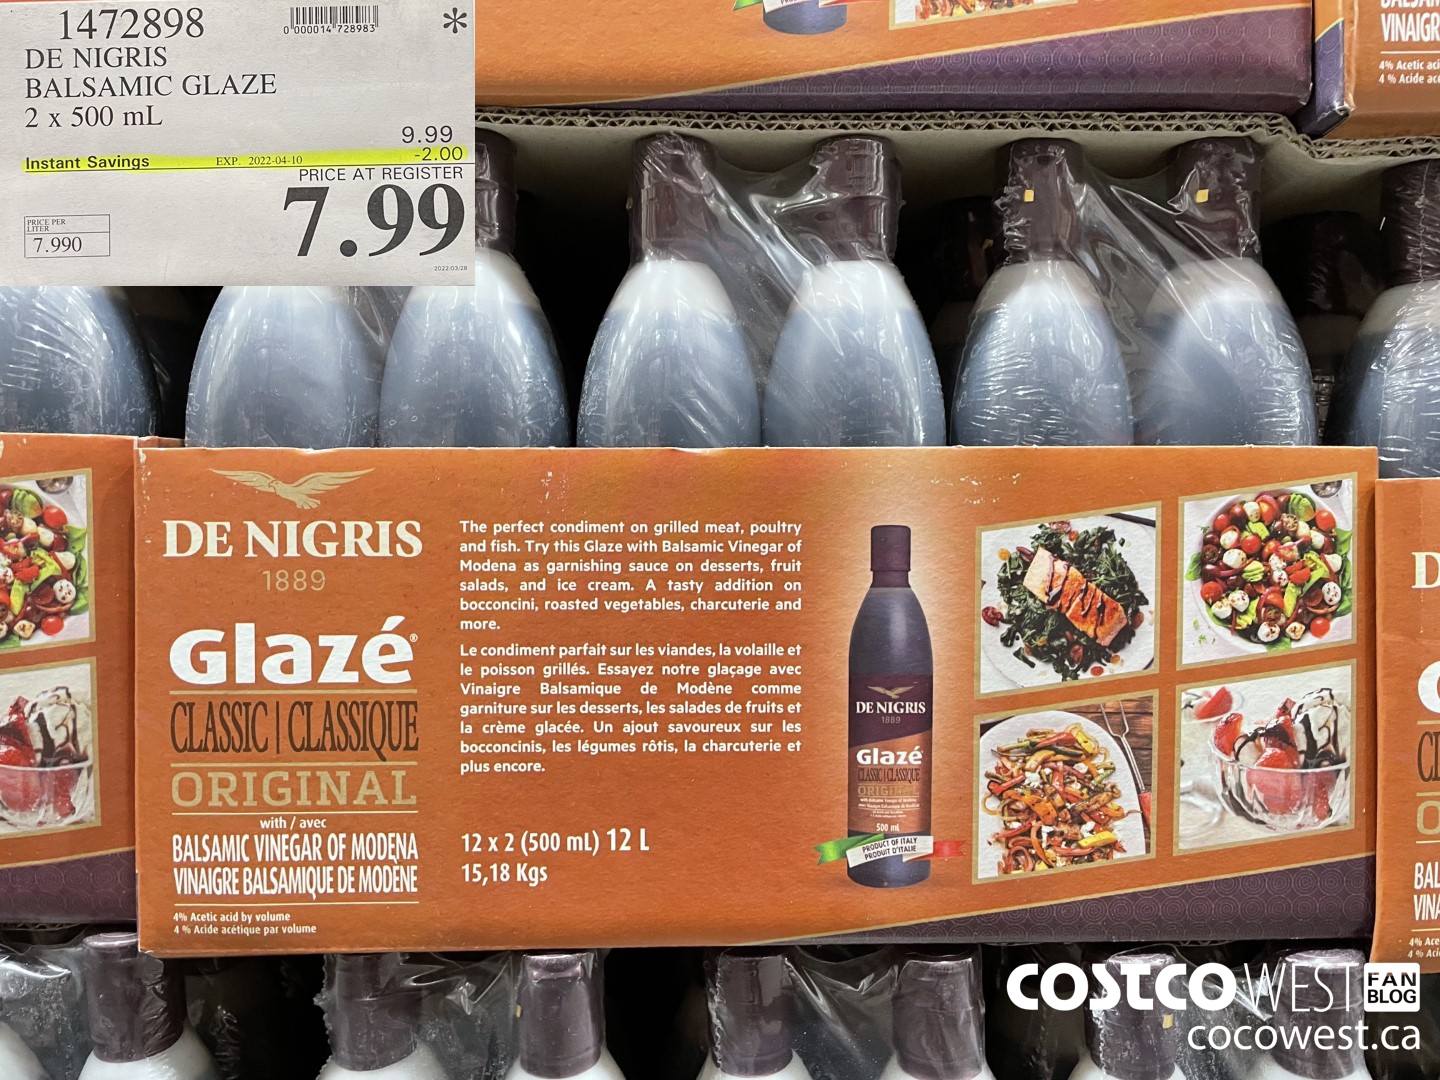 1472898
0 000014 728983
*
DE NIGRIS
BALSAMIC GLAZE
2 x 500 mL
9.99
Instant Savings EXP. 2022-04-10 -2.00
PRICE AT REGISTER
7.99
PRICE PER
LITER
7.990
2022/03/28
VINAIGR
4% Acetic aci
4 % Acide acé
DE NIGRIS
1889
Glazé®
CLASSIC | CLASSIQUE
ORIGINAL
with / avec
BALSAMIC VINEGAR OF MODENA
VINAIGRE BALSAMIQUE DE MODÈNE
4% Acetic acid by volume
4 % Acide acétique par volume
The perfect condiment on grilled meat, poultry
and fish. Try this Glaze with Balsamic Vinegar of
Modena as garnishing sauce on desserts, fruit
salads, and ice cream. A tasty addition on
bocconcini, roasted vegetables, charcuterie and
more.
Le condiment parfait sur les viandes, la volaille et
le poisson grillés. Essayez notre glaçage avec
Vinaigre Balsamique de Modène comme
garniture sur les desserts, les salades de fruits et
la crème glacée. Un ajout savoureux sur les
bocconcinis, les légumes rôtis, la charcuterie et
plus encore.
12 x 2 (500 mL) 12 L
15,18 Kgs
DE NIGRIS
1889
Glazé
CLASSIC | CLASSIQUE
ORIGINAL
500 mL
PRODUCT OF ITALY
PRODUIT D'ITALIE
D
CL
O
BAL
VINA
4% Ace
4 % Aci
COSTCO WEST FAN
BLOG
cocowest.ca